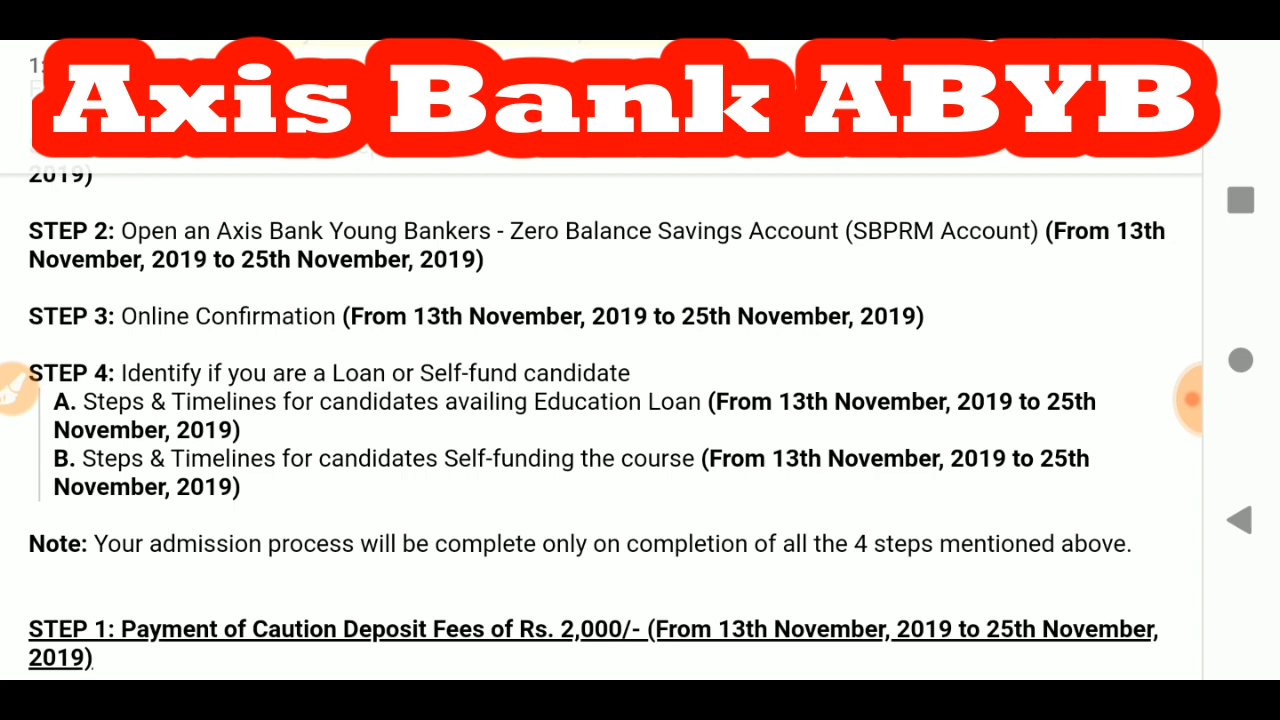 Axis Bank ABYB
1:
2019)
STEP 2: Open an Axis Bank Young Bankers - Zero Balance Savings Account (SBPRM Account) (From 13th
November, 2019 to 25th November, 2019)
STEP 3: Online Confirmation (From 13th November, 2019 to 25th November, 2019)
STEP 4: Identify if you are a Loan or Self-fund candidate
A. Steps & Timelines for candidates availing Education Loan (From 13th November, 2019 to 25th
November, 2019)
B. Steps & Timelines for candidates Self-funding the course (From 13th November, 2019 to 25th
November, 2019)
Note: Your admission process will be complete only on completion of all the 4 steps mentioned above.
STEP 1: Payment of Caution Deposit Fees of Rs. 2,000/- (From 13th November, 2019 to 25th November,
2019)